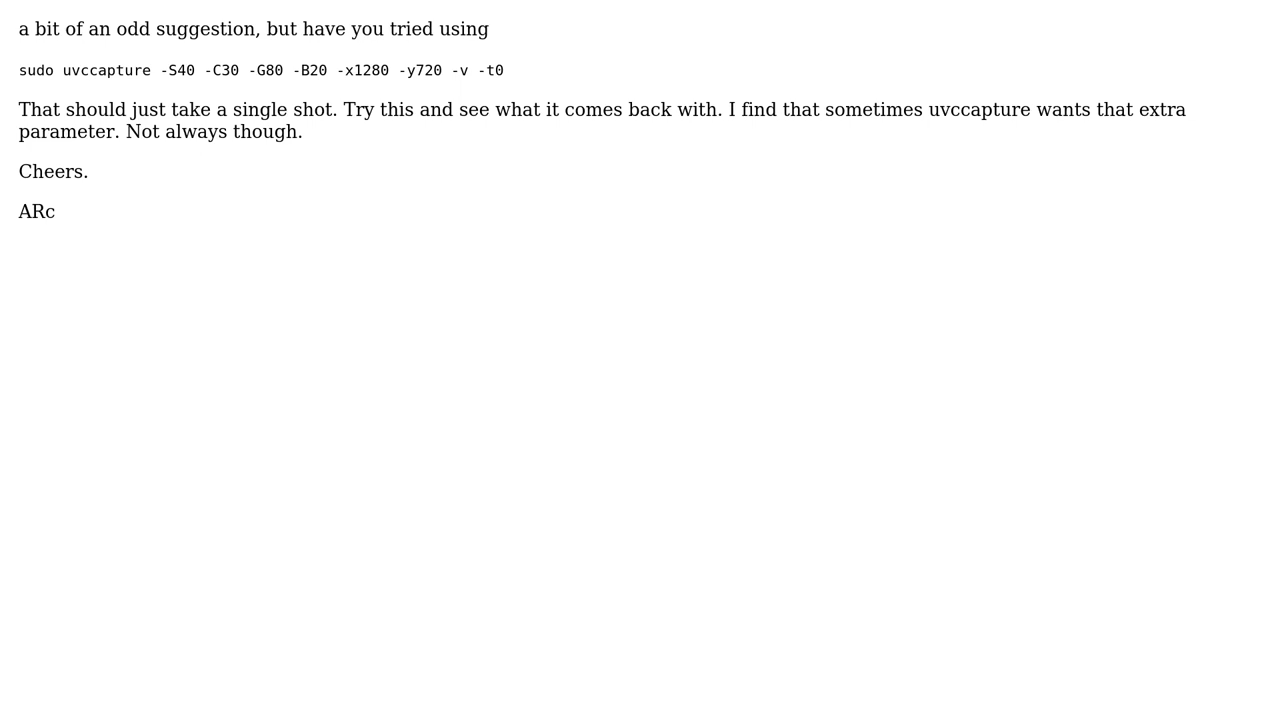 a bit of an odd suggestion, but have you tried using
sudo uvccapture -S40 -C30 -G80 -B20 -x1280 -y720 -v -t0
That should just take a single shot. Try this and see what it comes back with. I find that sometimes uvccapture wants that extra
parameter. Not always though.
Cheers.
ARc